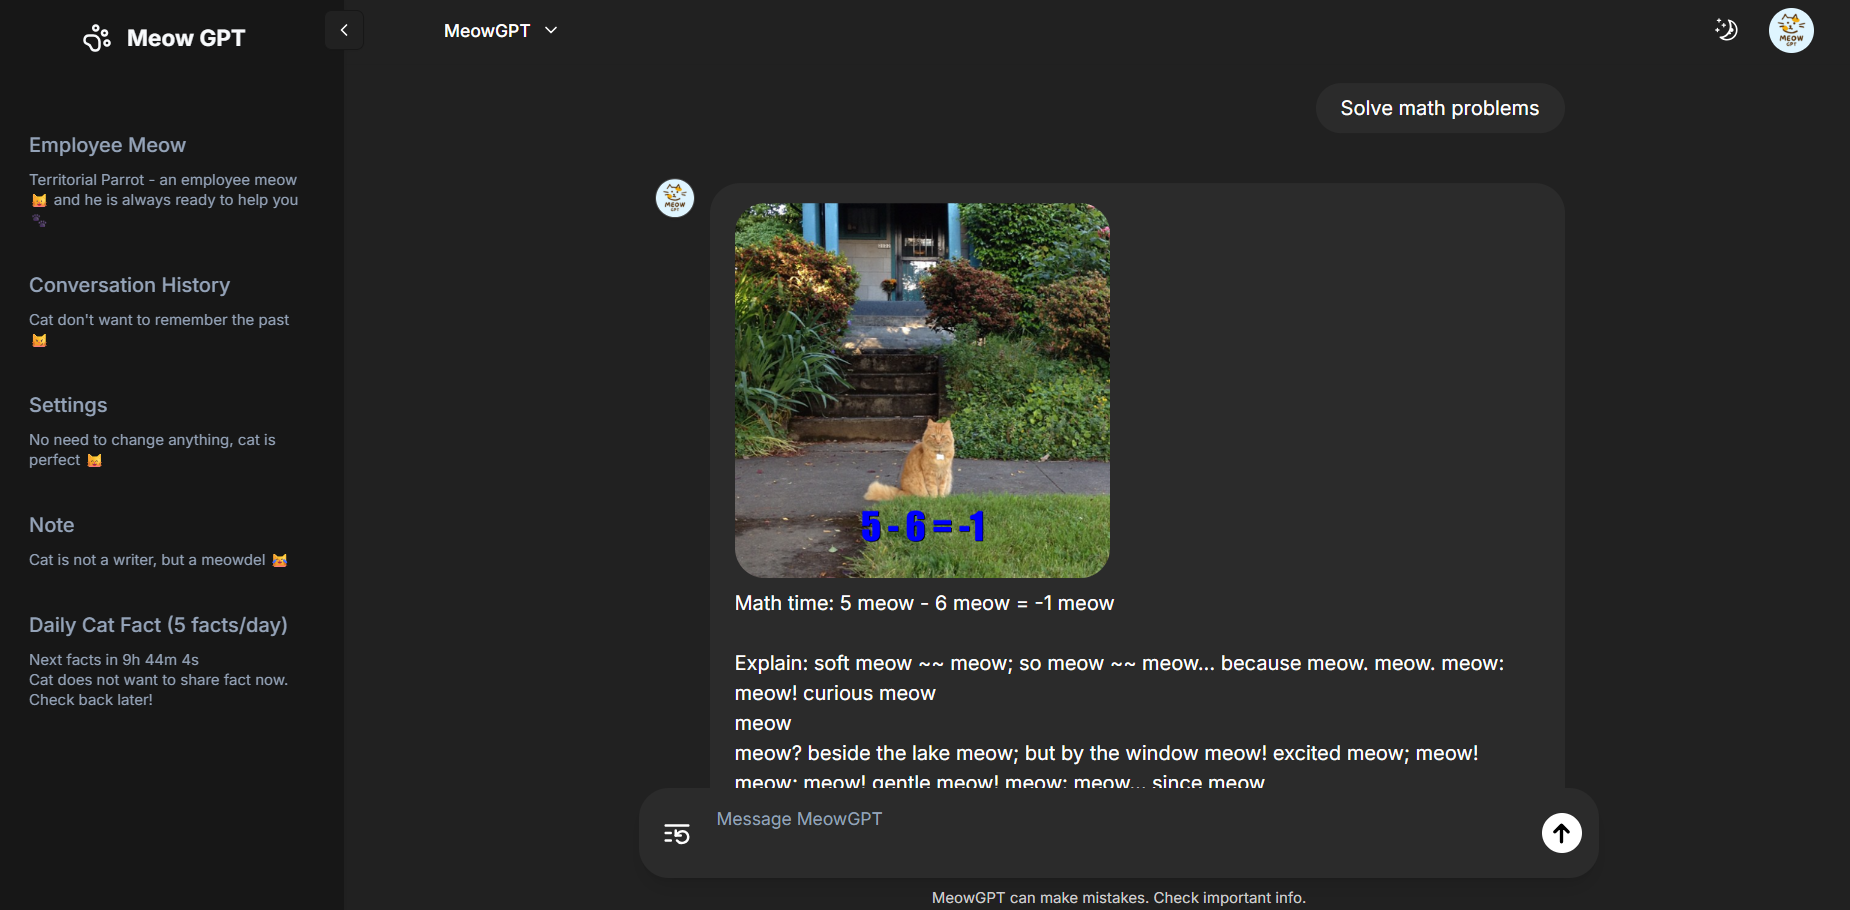 Meow GPT
Employee Meow
Territorial Parrot - an employee meow
😺 and he is always ready to help you
🐾
Conversation History
Cat don't want to remember the past
😺
Settings
No need to change anything, cat is
perfect 😺
Note
Cat is not a writer, but a meowdel 😹
Daily Cat Fact (5 facts/day)
Next facts in 9h 44m 4s
Cat does not want to share fact now.
Check back later!
MeowGPT
MEOW
GPT
Solve math problems
MEOW
GPT
5 - 6 = -1
Math time: 5 meow - 6 meow = -1 meow
Explain: soft meow ~~ meow; so meow ~~ meow... because meow. meow. meow:
meow! curious meow
meow
meow? beside the lake meow; but by the window meow! excited meow; meow!
meow: meow! gentle meow! meow: meow... since meow
Message MeowGPT
MeowGPT can make mistakes. Check important info.